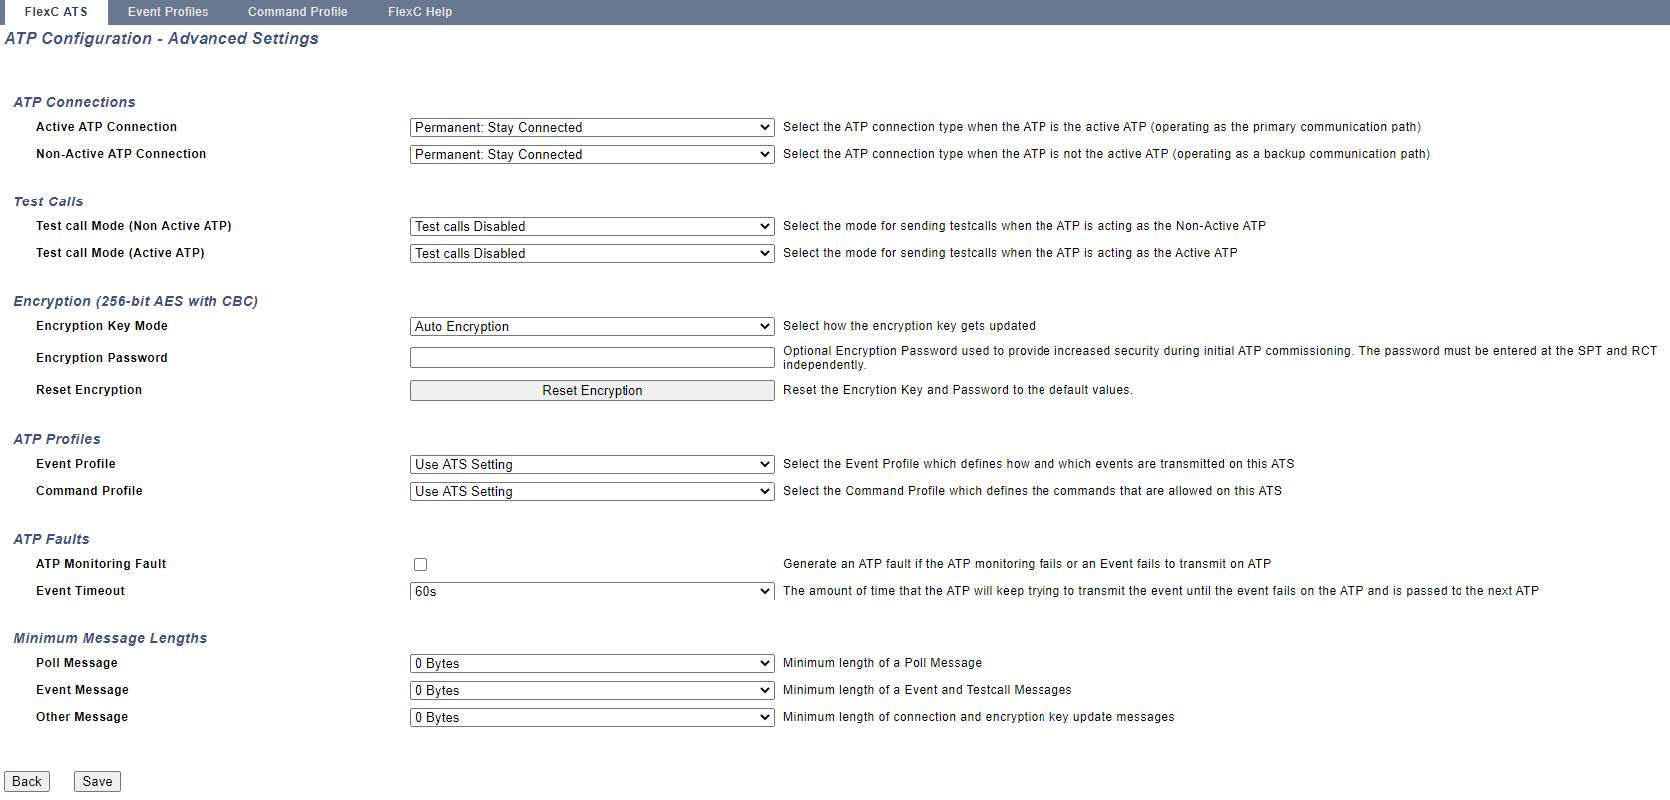 FlexC ATS Event Profiles Command Profile FlexC Help
ATP Configuration - Advanced Settings
ATP Connections
Active ATP Connection Permanent: Stay Connected Select the ATP connection type when the ATP is the active ATP (operating as the primary communication path)
Non-Active ATP Connection Permanent: Stay Connected Select the ATP connection type when the ATP is not the active ATP (operating as a backup communication path)
Test Calls
Test call Mode (Non Active ATP) Test calls Disabled Select the mode for sending testcalls when the ATP is acting as the Non-Active ATP
Test call Mode (Active ATP) Test calls Disabled Select the mode for sending testcalls when the ATP is acting as the Active ATP
Encryption (256-bit AES with CBC)
Encryption Key Mode Auto Encryption Select how the encryption key gets updated
Encryption Password Optional Encryption Password used to provide increased security during initial ATP commissioning. The password must be entered at the SPT and RCT
independently.
Reset Encryption Reset Encryption Reset the Encrytion Key and Password to the default values.
ATP Profiles
Event Profile Use ATS Setting Select the Event Profile which defines how and which events are transmitted on this ATS
Command Profile Use ATS Setting Select the Command Profile which defines the commands that are allowed on this ATS
ATP Faults
ATP Monitoring Fault Generate an ATP fault if the ATP monitoring fails or an Event fails to transmit on ATP
Event Timeout 60s The amount of time that the ATP will keep trying to transmit the event until the event fails on the ATP and is passed to the next ATP
Minimum Message Lengths
Poll Message 0 Bytes Minimum length of a Poll Message
Event Message 0 Bytes Minimum length of a Event and Testcall Messages
Other Message 0 Bytes Minimum length of connection and encryption key update messages
Back Save